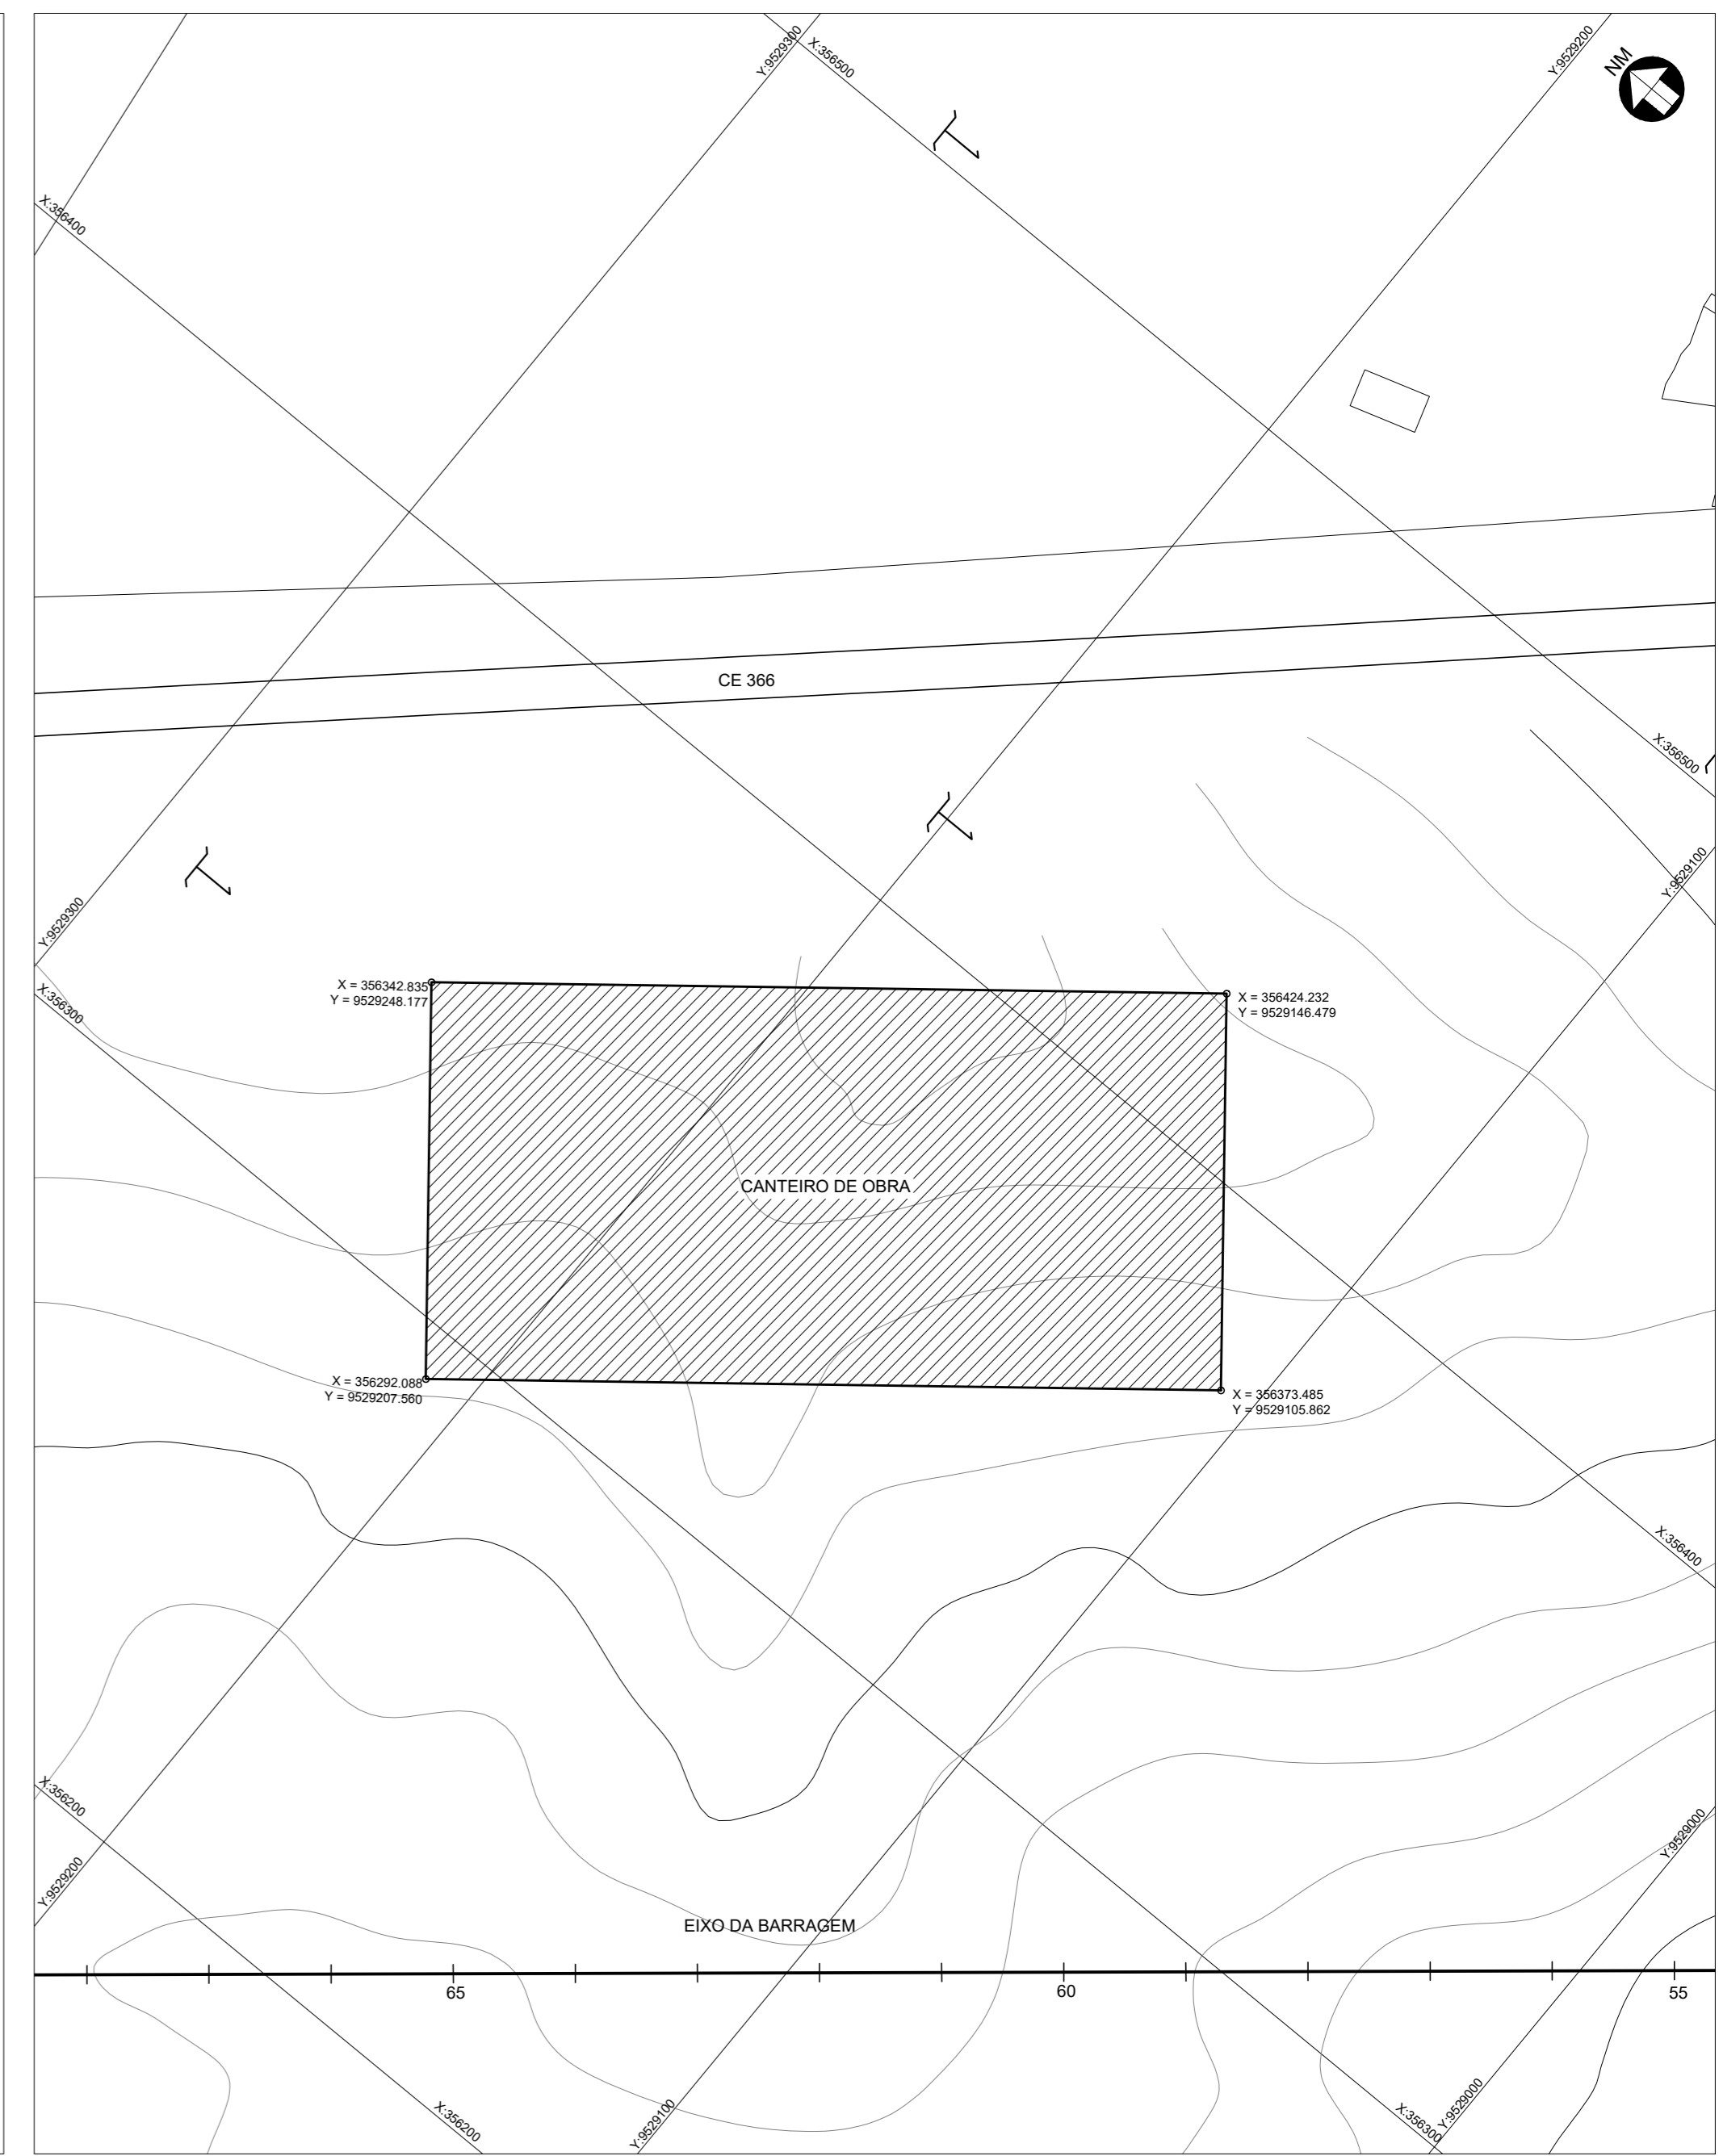 Y:9529300
X:356500
Y:9529200
NM
X:356400
CE 366
X:356500
Y:9529100
Y:9529300
X:356300
X = 356342.835
Y = 9529248.177
X = 356424.232
Y = 9529146.479
CANTEIRO DE OBRA
X = 356292.088
Y = 9529207.560
X = 356373.485
Y = 9529105.862
X:356400
X:356200
Y:9529200
Y:9529000
EIXO DA BARRAGEM
65
60
55
X:356200
Y:9529100
X:356300
Y:9529000